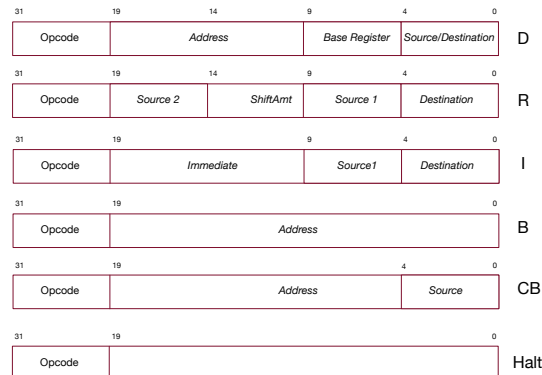 31 19 14 9 4 0
Opcode Address Base Register Source/Destination D
31 19 14 9 4 0
Opcode Source 2 ShiftAmt Source 1 Destination R
31 19 9 4 0
Opcode Immediate Source1 Destination I
31 19 0
Opcode Address B
31 19 4 0
Opcode Address Source CB
31 19 0
Opcode Halt